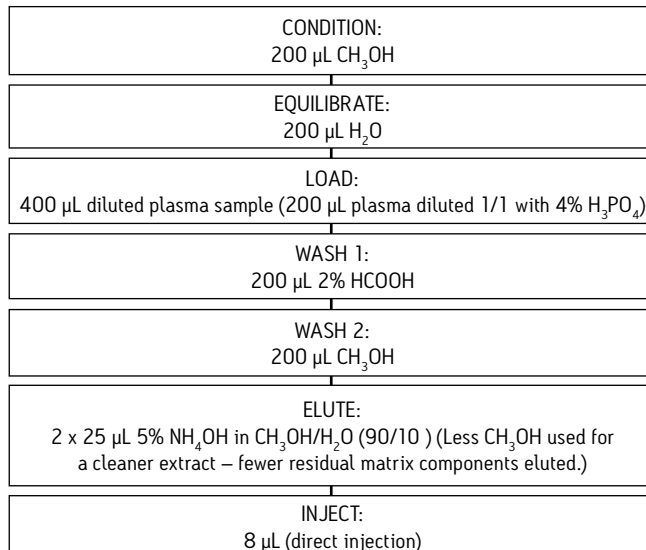 CONDITION:
200 µL CH₃OH
EQUILIBRATE:
200 µL H₂O
LOAD:
400 µL diluted plasma sample (200 µL plasma diluted 1/1 with 4% H₃PO₄)
WASH 1:
200 µL 2% HCOOH
WASH 2:
200 µL CH₃OH
ELUTE:
2 x 25 µL 5% NH₄OH in CH₃OH/H₂O (90/10 ) (Less CH₃OH used for
a cleaner extract – fewer residual matrix components eluted.)
INJECT:
8 µL (direct injection)